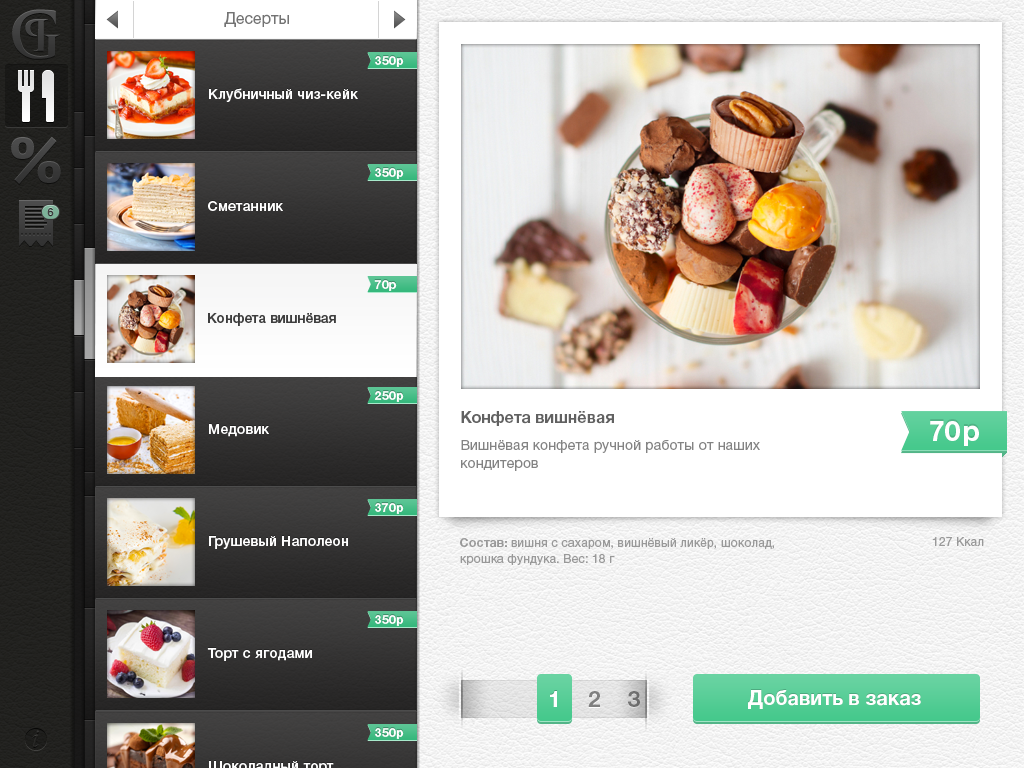 Десерты
350р
Клубничный чиз-кейк
%
6
350р
Сметанник
70р
Конфета вишнёвая
250р
Медовик
370р
Грушевый Наполеон
350р
Торт с ягодами
350р
Шоколадный торт
i
Конфета вишнёвая
70р
Вишнёвая конфета ручной работы от наших
кондитеров
Состав: вишня с сахаром, вишнёвый ликёр, шоколад,
крошка фундука. Вес: 18 г
127 Ккал
1 2 3
Добавить в заказ